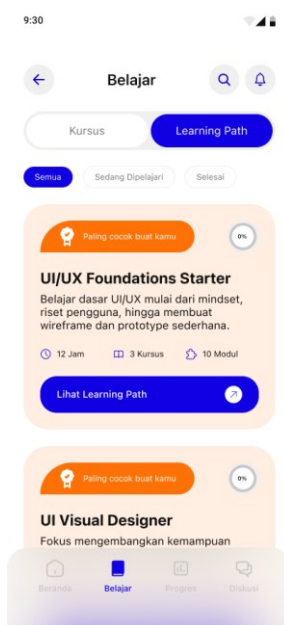 9:30
Belajar
Kursus
Learning Path
Semua
Sedang Dipelajari
Selesai
Paling cocok buat kamu
0%
UI/UX Foundations Starter
Belajar dasar UI/UX mulai dari mindset,
riset pengguna, hingga membuat
wireframe dan prototype sederhana.
12 Jam
3 Kursus
10 Modul
Lihat Learning Path
Paling cocok buat kamu
0%
UI Visual Designer
Fokus mengembangkan kemampuan
Beranda
Belajar
Progres
Diskusi